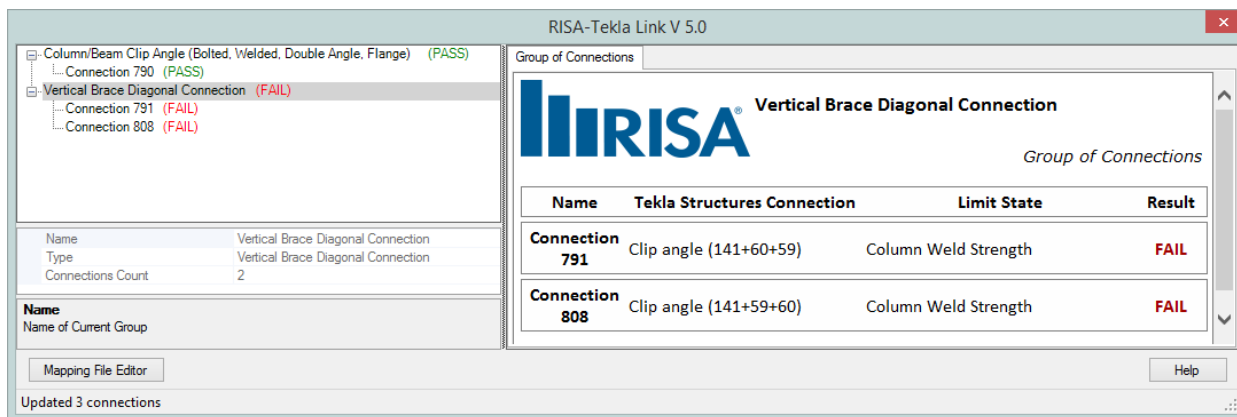 RISA-Tekla Link V 5.0
Column/Beam Clip Angle (Bolted, Welded, Double Angle, Flange) (PASS)
Connection 790 (PASS)
Vertical Brace Diagonal Connection (FAIL)
Connection 791 (FAIL)
Connection 808 (FAIL)
Name Vertical Brace Diagonal Connection
Type Vertical Brace Diagonal Connection
Connections Count 2
Name
Name of Current Group
Group of Connections
RISA®
Vertical Brace Diagonal Connection
Group of Connections
Name Tekla Structures Connection Limit State Result
Connection
791 Clip angle (141+60+59) Column Weld Strength FAIL
Connection
808 Clip angle (141+59+60) Column Weld Strength FAIL
Mapping File Editor Help
Updated 3 connections